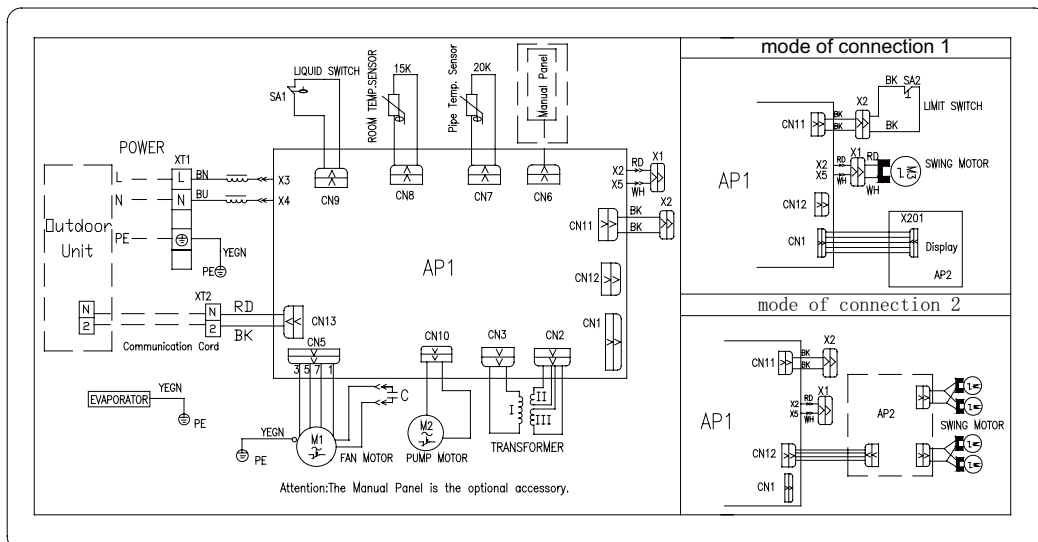 mode of connection 1
LIQUID SWITCH
SA1
ROOM TEMP.SENSOR
15K
Pipe Temp. Sensor
20K
Manual Panel
POWER
XT1
L
L
BN
X3
N
N
BU
X4
Outdoor
Unit
PE
YEGN
PE
CN9
CN8
CN7
CN6
RD
X1
X2
X5
WH
X2
CN11
BK
BK
AP1
CN12
CN1
XT2
N
N
RD
2
2
BK
Communication Cord
CN13
CN5
3 5 7 1
CN10
CN3
CN2
C
I
II
III
EVAPORATOR
YEGN
PE
YEGN
PE
M1
FAN MOTOR
M2
PUMP MOTOR
TRANSFORMER
Attention:The Manual Panel is the optional accessory.
BK SA2
X2
LIMIT SWITCH
CN11
BK
BK
BK
X1
X2
RD
RD
X5
WH
WH
M3
SWING MOTOR
AP1
CN12
X201
CN1
Display
AP2
mode of connection 2
X2
CN11
BK
BK
X1
X2
RD
X5
WH
AP1
AP2
SWING MOTOR
CN12
CN1